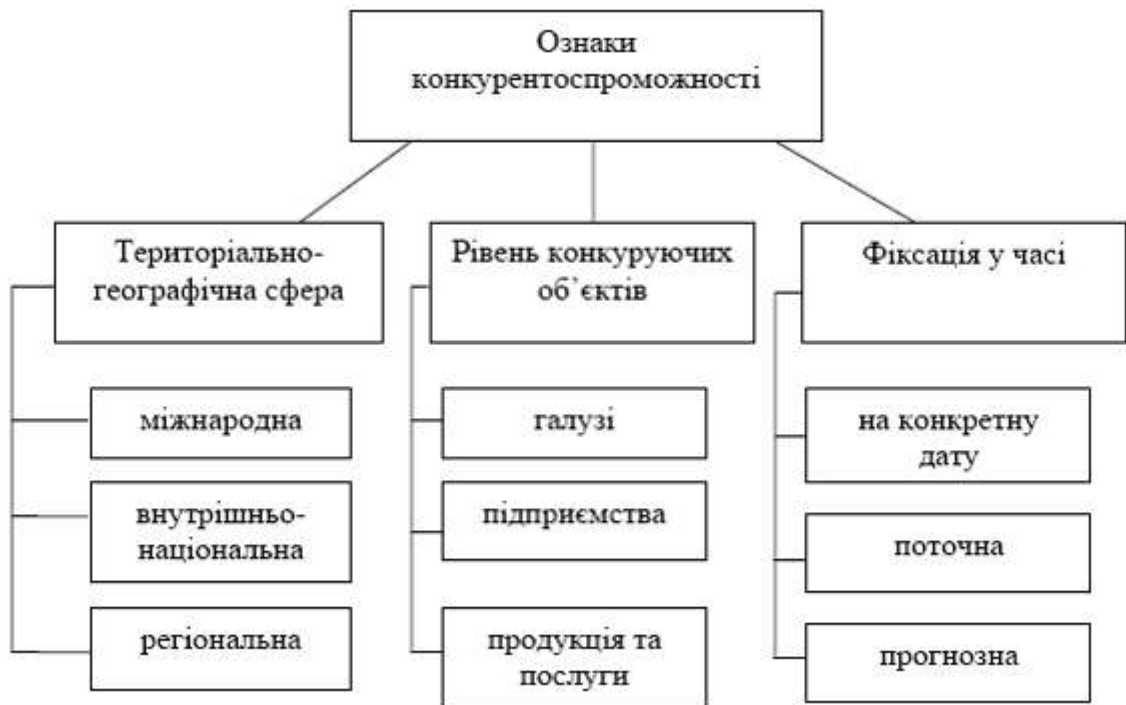 Ознаки
конкурентоспроможності
Територіально-
географічна сфера
міжнародна
внутрішньо-
національна
регіональна
Рівень конкуруючих
об’єктів
галузі
підприємства
продукція та
послуги
Фіксація у часі
на конкретну
дату
поточна
прогнозна